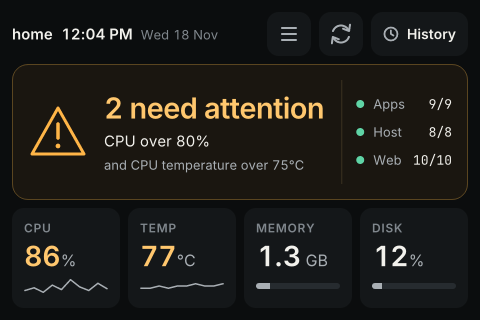 home 12:04 PM Wed 18 Nov
History
2 need attention
CPU over 80%
and CPU temperature over 75°C
Apps 9/9
Host 8/8
Web 10/10
CPU
86%
TEMP
77°C
MEMORY
1.3 GB
DISK
12%